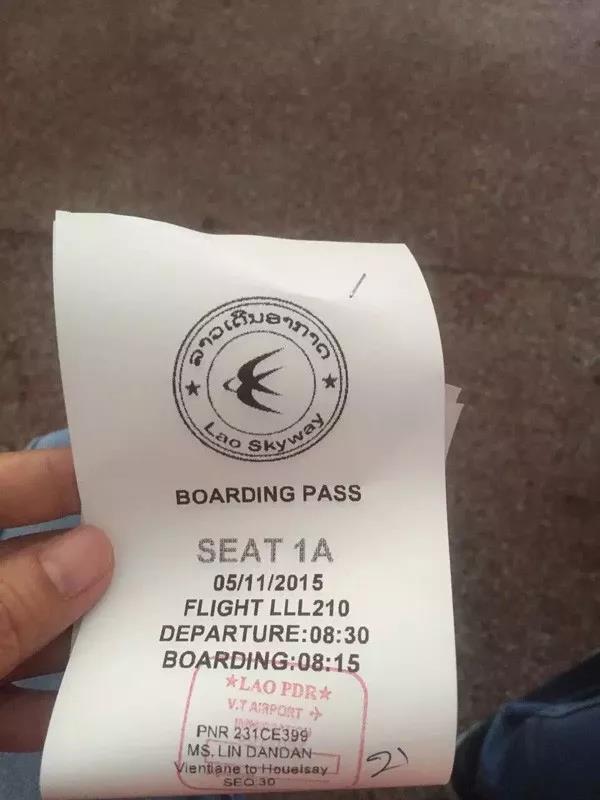 /
ລາວເດີນອາກາດ
★ ★
Lao Skyway
BOARDING PASS
SEAT 1A
05/11/2015
FLIGHT LLL210
DEPARTURE:08:30
BOARDING:08:15
★LAO PDR★
V.T AIRPORT ✈
IMMIGRATION
PNR 231CE399
MS. LIN DANDAN
Vientiane to Houeisay
SEQ 30
21